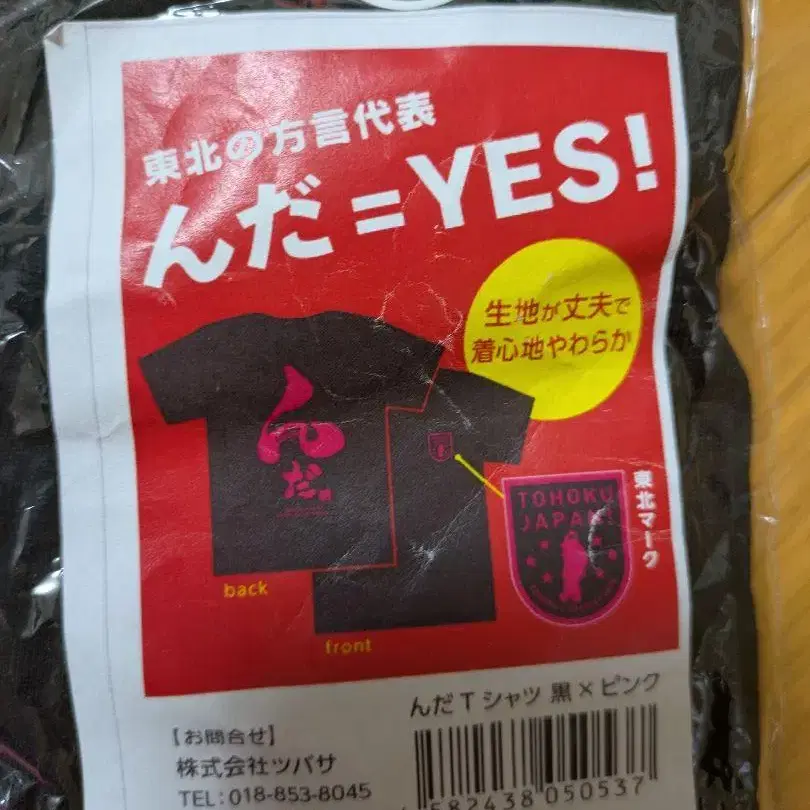 東北の方言代表
んだ=YES!
生地が丈夫で
着心地やわらか
んだ。
back
front
TOHOKU
JAPAN!
東北マーク
んだTシャツ 黒×ピンク
【お問合せ】
株式会社ツバサ
TEL:018-853-8045
582438 050537